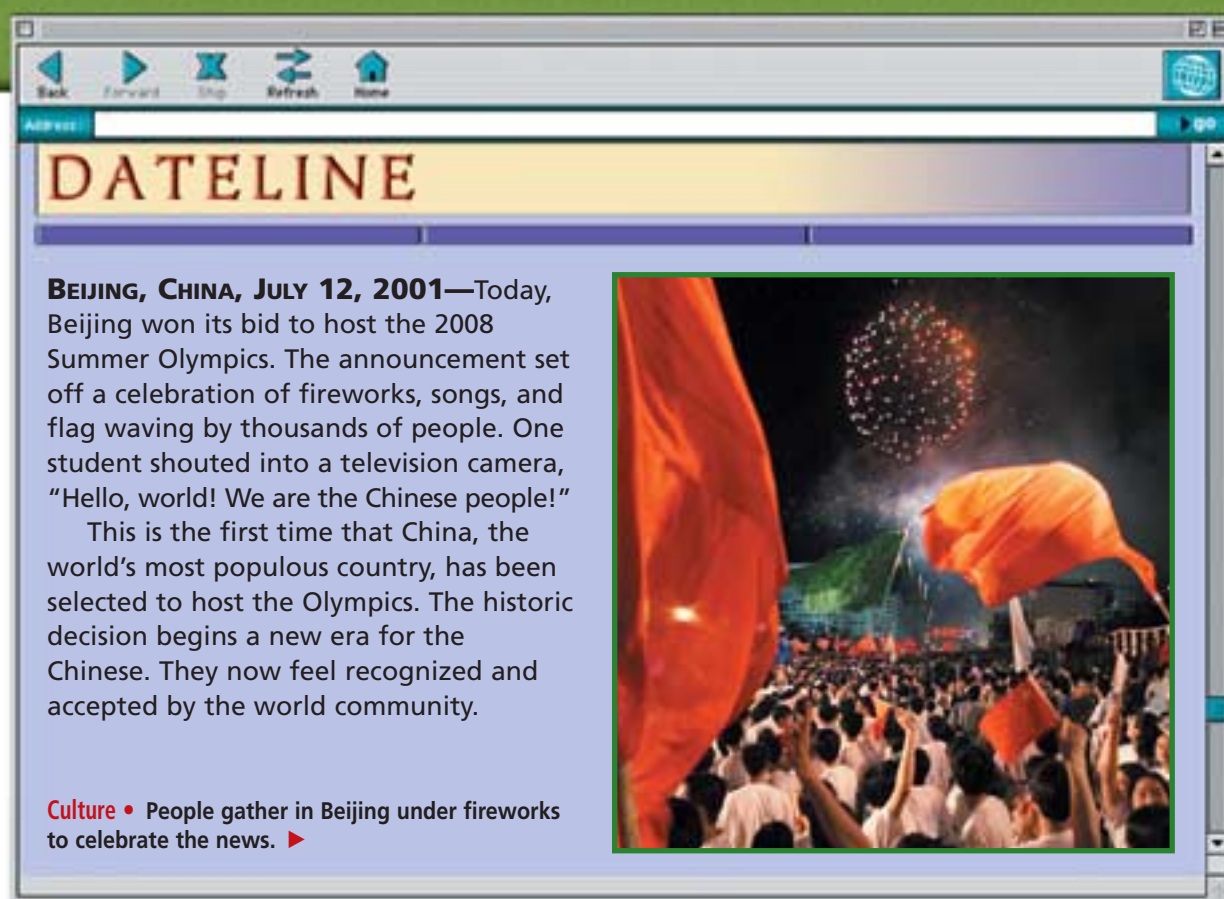 Back Forward Stop Refresh Home
Address: go
DATELINE
BEIJING, CHINA, JULY 12, 2001—Today,
Beijing won its bid to host the 2008
Summer Olympics. The announcement set
off a celebration of fireworks, songs, and
flag waving by thousands of people. One
student shouted into a television camera,
“Hello, world! We are the Chinese people!”
This is the first time that China, the
world’s most populous country, has been
selected to host the Olympics. The historic
decision begins a new era for the
Chinese. They now feel recognized and
accepted by the world community.
Culture • People gather in Beijing under fireworks
to celebrate the news. ►